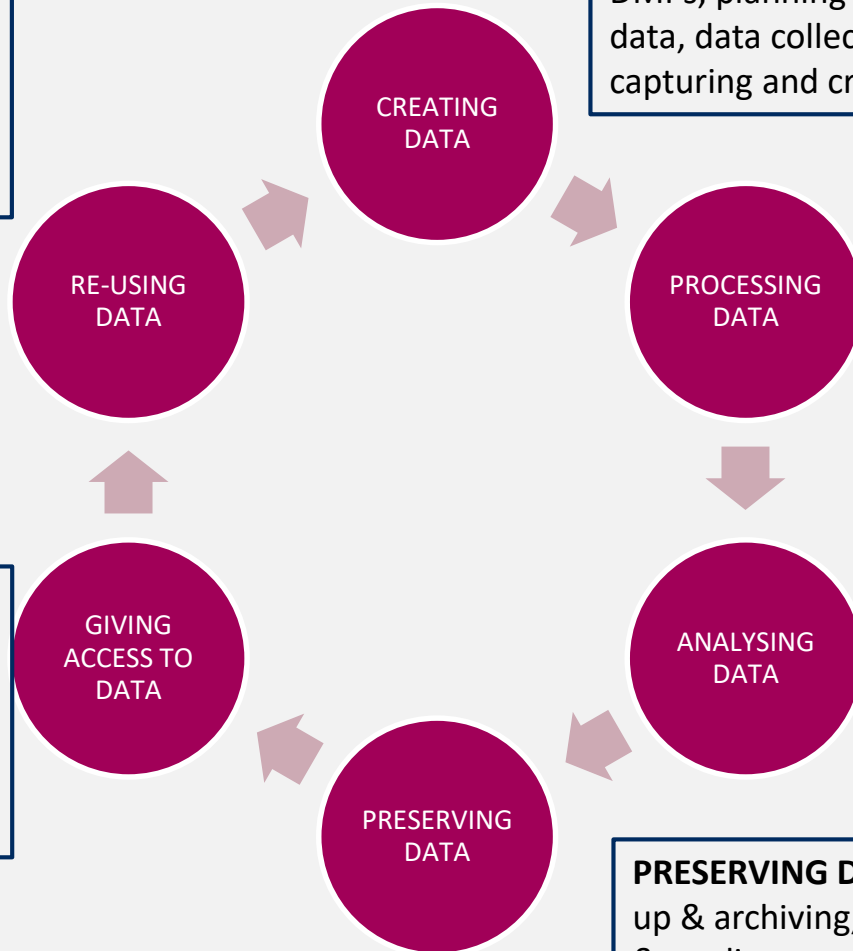 data, data collec
capturing and cr
CREATING
DATA
RE-USING
DATA
PROCESSING
DATA
GIVING
ACCESS TO
DATA
ANALYSING
DATA
PRESERVING
DATA
PRESERVING D
up & archiving